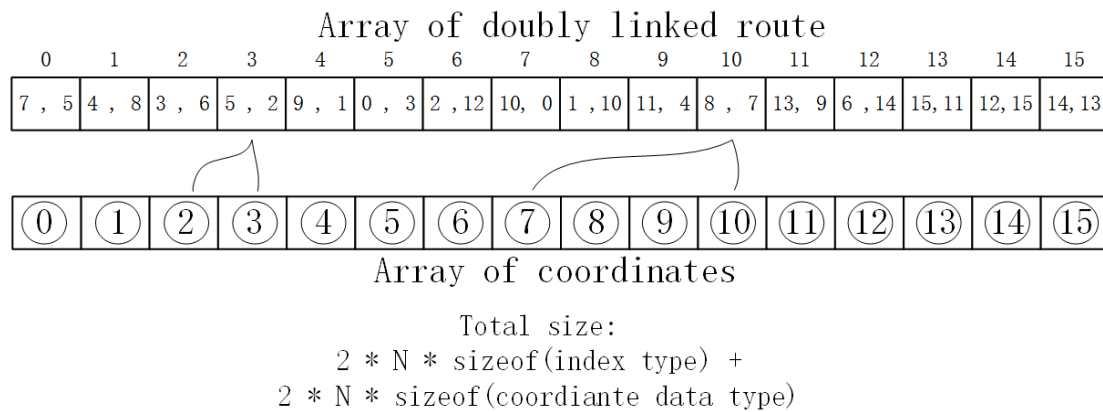 Array of doubly linked route
0 1 2 3 4 5 6 7 8 9 10 11 12 13 14 15
7 , 5 4 , 8 3 , 6 5 , 2 9 , 1 0 , 3 2 ,12 10, 0 1 ,10 11, 4 8 , 7 13, 9 6 ,14 15,11 12,15 14,13
0 1 2 3 4 5 6 7 8 9 10 11 12 13 14 15
Array of coordinates
Total size:
2 * N * sizeof(index type) +
2 * N * sizeof(coordiante data type)